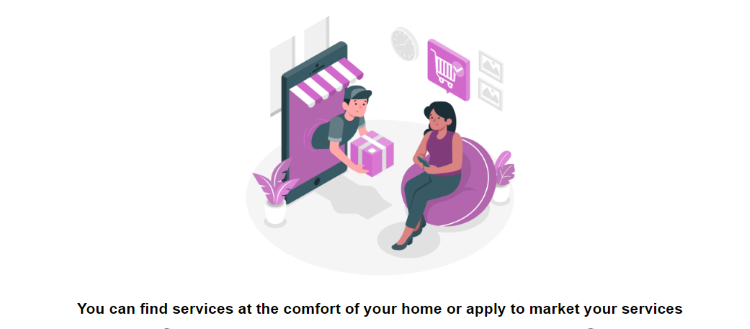 You can find services at the comfort of your home or apply to market your services